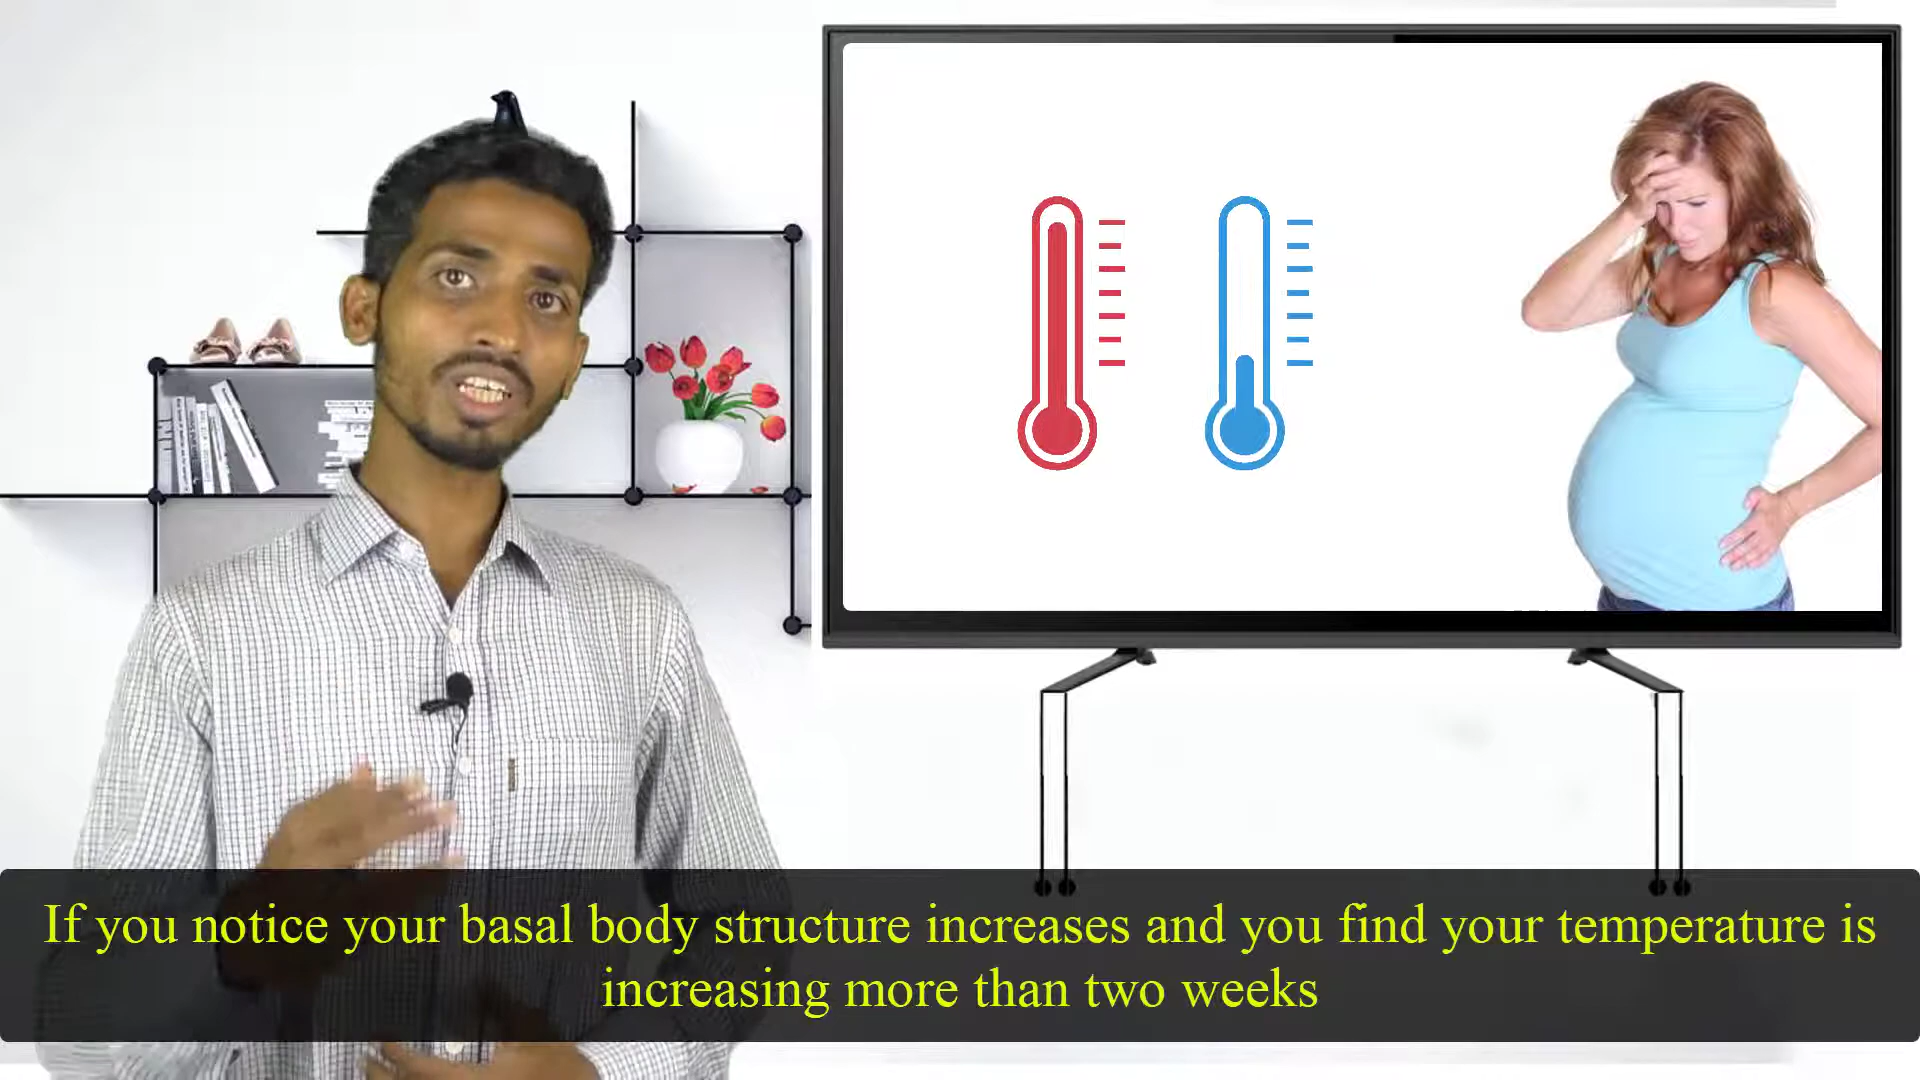 If you notice your basal body structure increases and you find your temperature is
increasing more than two weeks